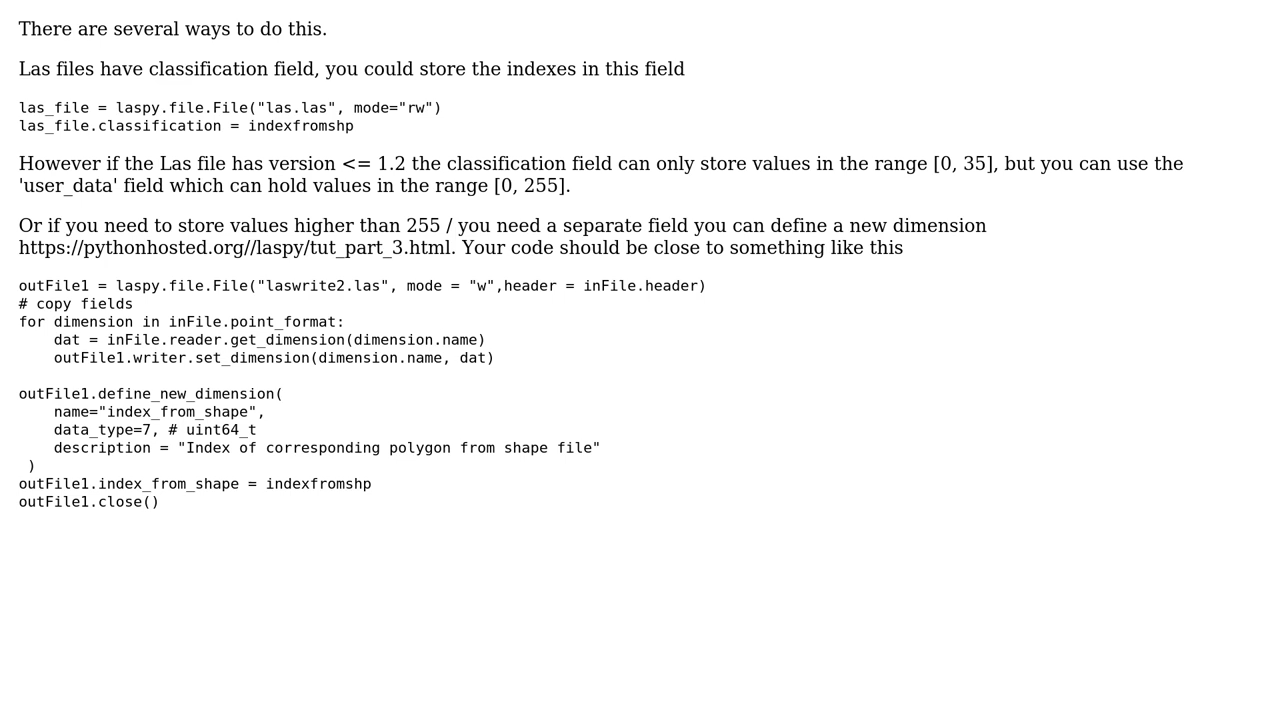 There are several ways to do this.
Las files have classification field, you could store the indexes in this field
las_file = laspy.file.File("las.las", mode="rw")
las_file.classification = indexfromshp
However if the Las file has version <= 1.2 the classification field can only store values in the range [0, 35], but you can use the
'user_data' field which can hold values in the range [0, 255].
Or if you need to store values higher than 255 / you need a separate field you can define a new dimension
https://pythonhosted.org//laspy/tut_part_3.html. Your code should be close to something like this
outFile1 = laspy.file.File("laswrite2.las", mode = "w",header = inFile.header)
# copy fields
for dimension in inFile.point_format:
    dat = inFile.reader.get_dimension(dimension.name)
    outFile1.writer.set_dimension(dimension.name, dat)

outFile1.define_new_dimension(
    name="index_from_shape",
    data_type=7, # uint64_t
    description = "Index of corresponding polygon from shape file"
 )
outFile1.index_from_shape = indexfromshp
outFile1.close()